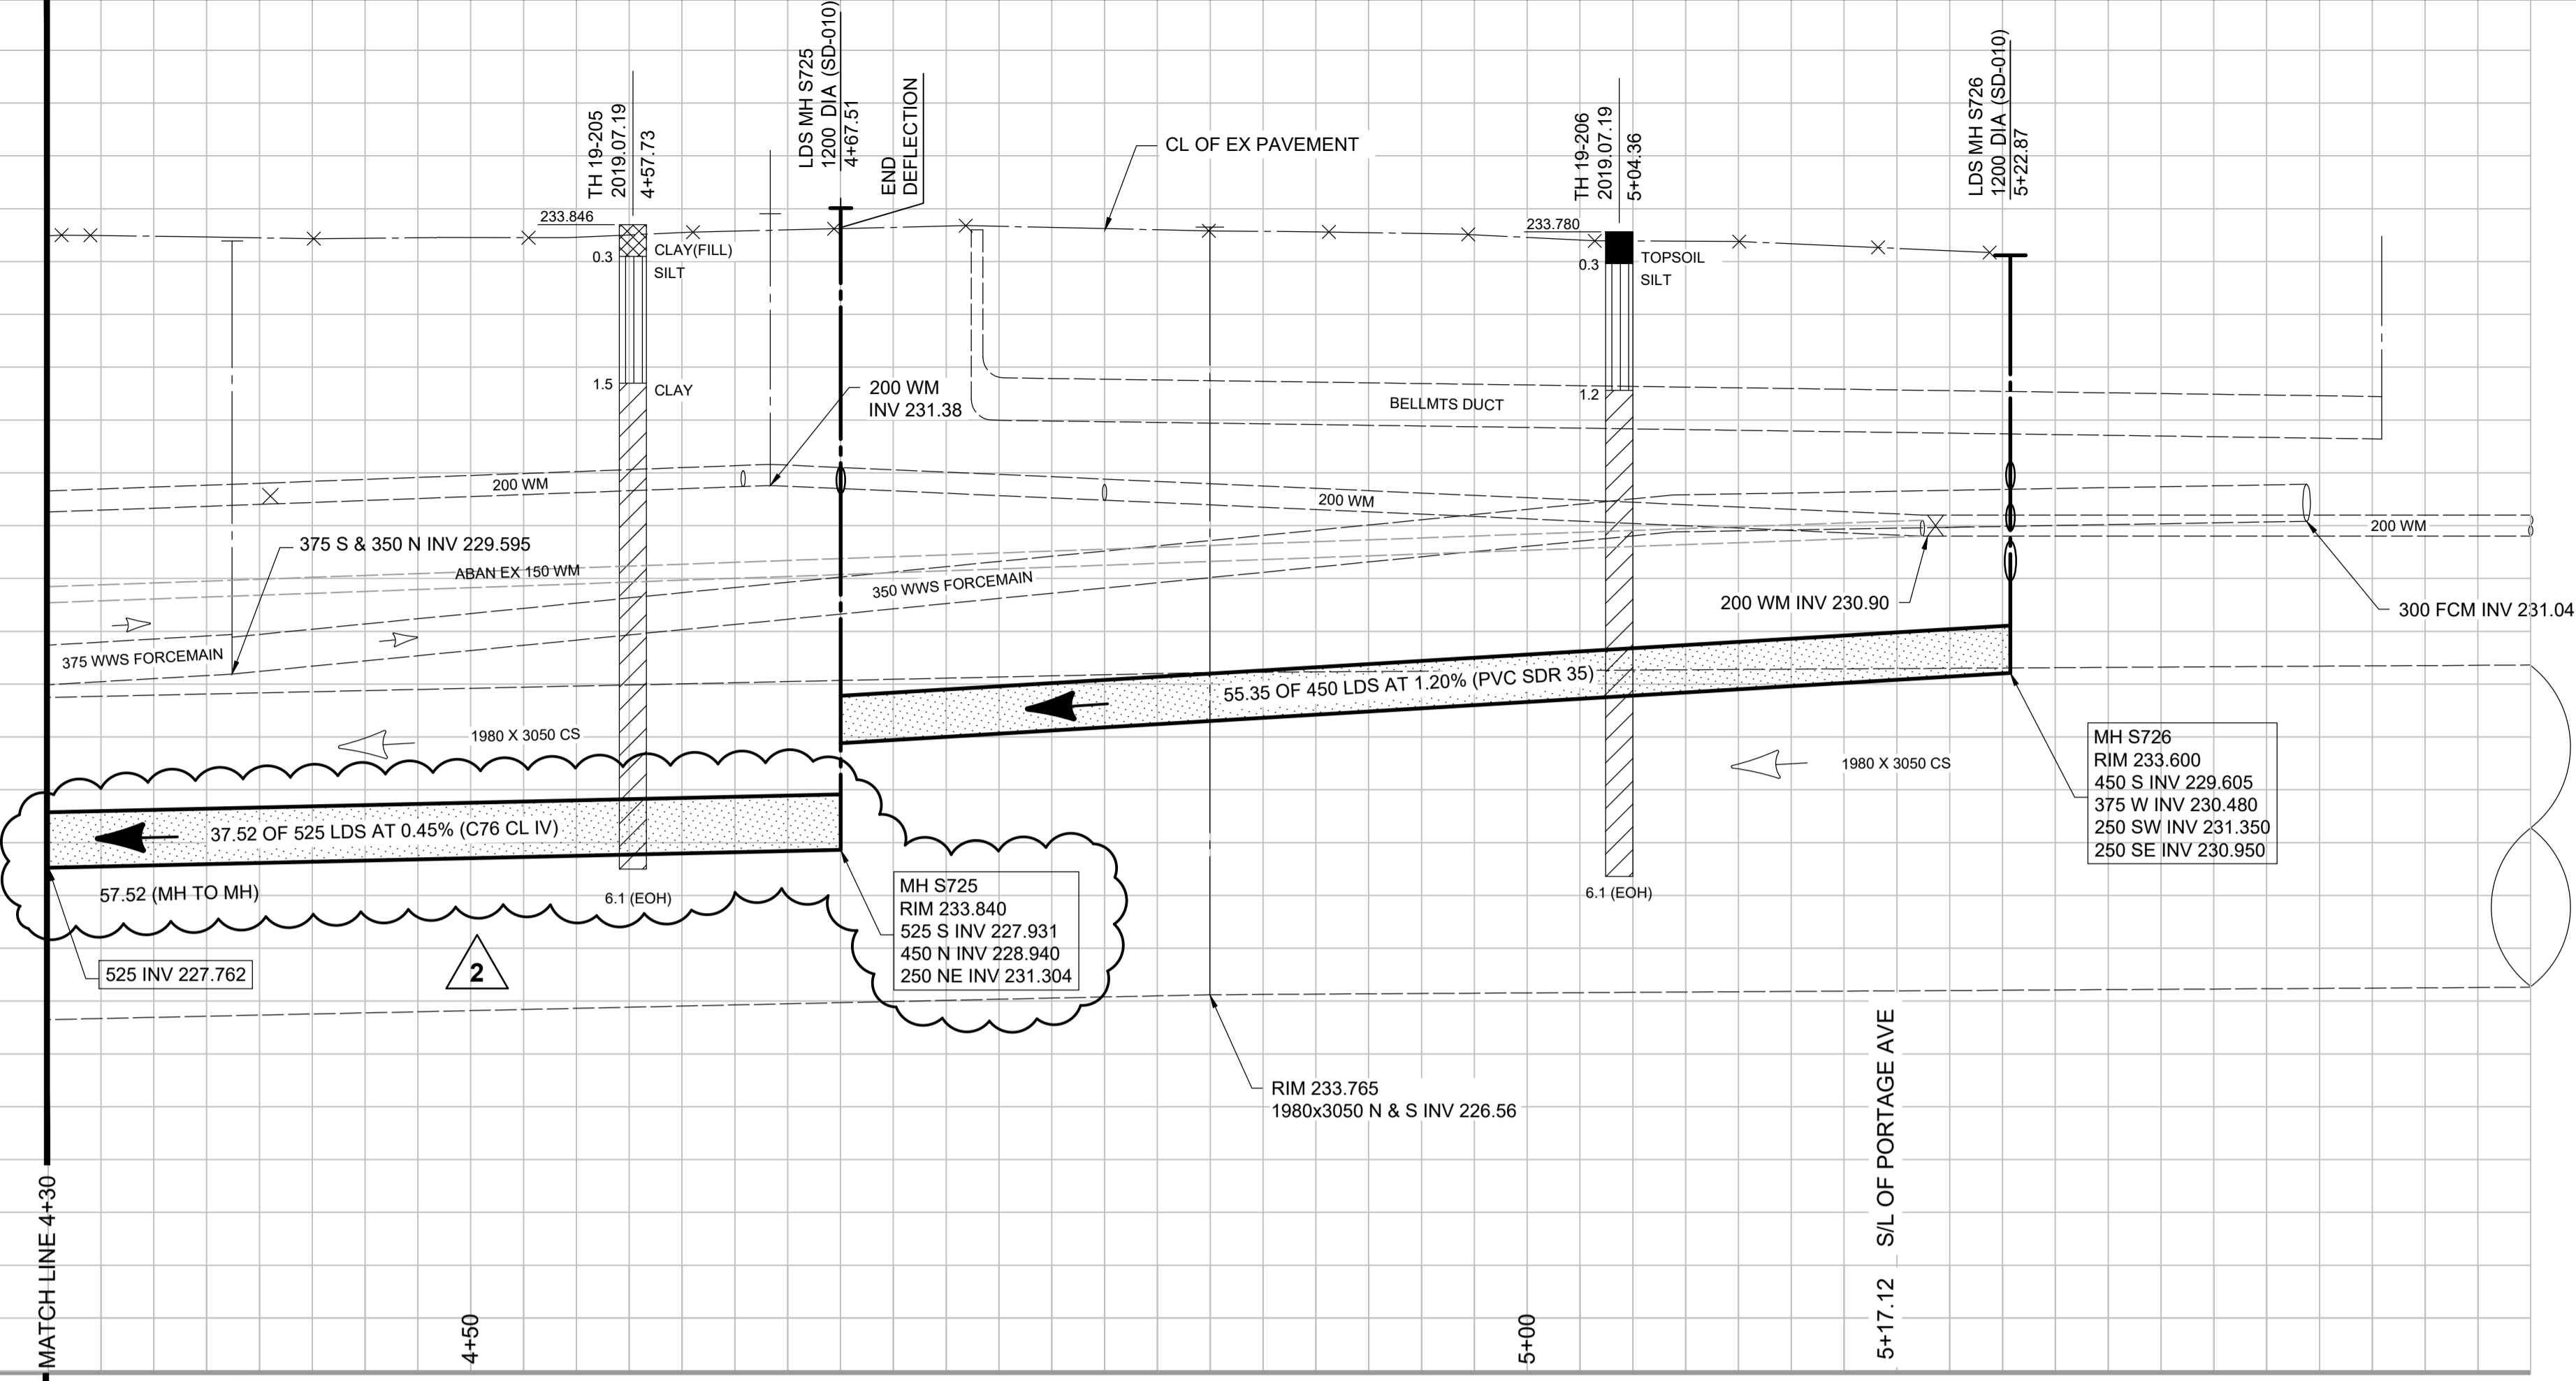 LDS MH S725
1200 DIA (SD-010)
4+67.51
END
DEFLECTION
TH 19-205
2019.07.19
4+57.73
CL OF EX PAVEMENT
TH 19-206
2019.07.19
5+04.36
LDS MH S726
1200 DIA (SD-010)
5+22.87
233.846
CLAY(FILL)
0.3
SILT
233.780
TOPSOIL
0.3
SILT
1.5
CLAY
200 WM
INV 231.38
BELLMTS DUCT
1.2
200 WM
200 WM
200 WM
375 S & 350 N INV 229.595
ABAN EX 150 WM
350 WWS FORCEMAIN
200 WM INV 230.90
300 FCM INV 231.04
375 WWS FORCEMAIN
55.35 OF 450 LDS AT 1.20% (PVC SDR 35)
1980 X 3050 CS
1980 X 3050 CS
MH S726
RIM 233.600
450 S INV 229.605
375 W INV 230.480
250 SW INV 231.350
250 SE INV 230.950
37.52 OF 525 LDS AT 0.45% (C76 CL IV)
57.52 (MH TO MH)
6.1 (EOH)
6.1 (EOH)
MH S725
RIM 233.840
525 S INV 227.931
450 N INV 228.940
250 NE INV 231.304
525 INV 227.762
2
RIM 233.765
1980x3050 N & S INV 226.56
MATCH LINE 4+30
4+50
5+00
5+17.12 S/L OF PORTAGE AVE